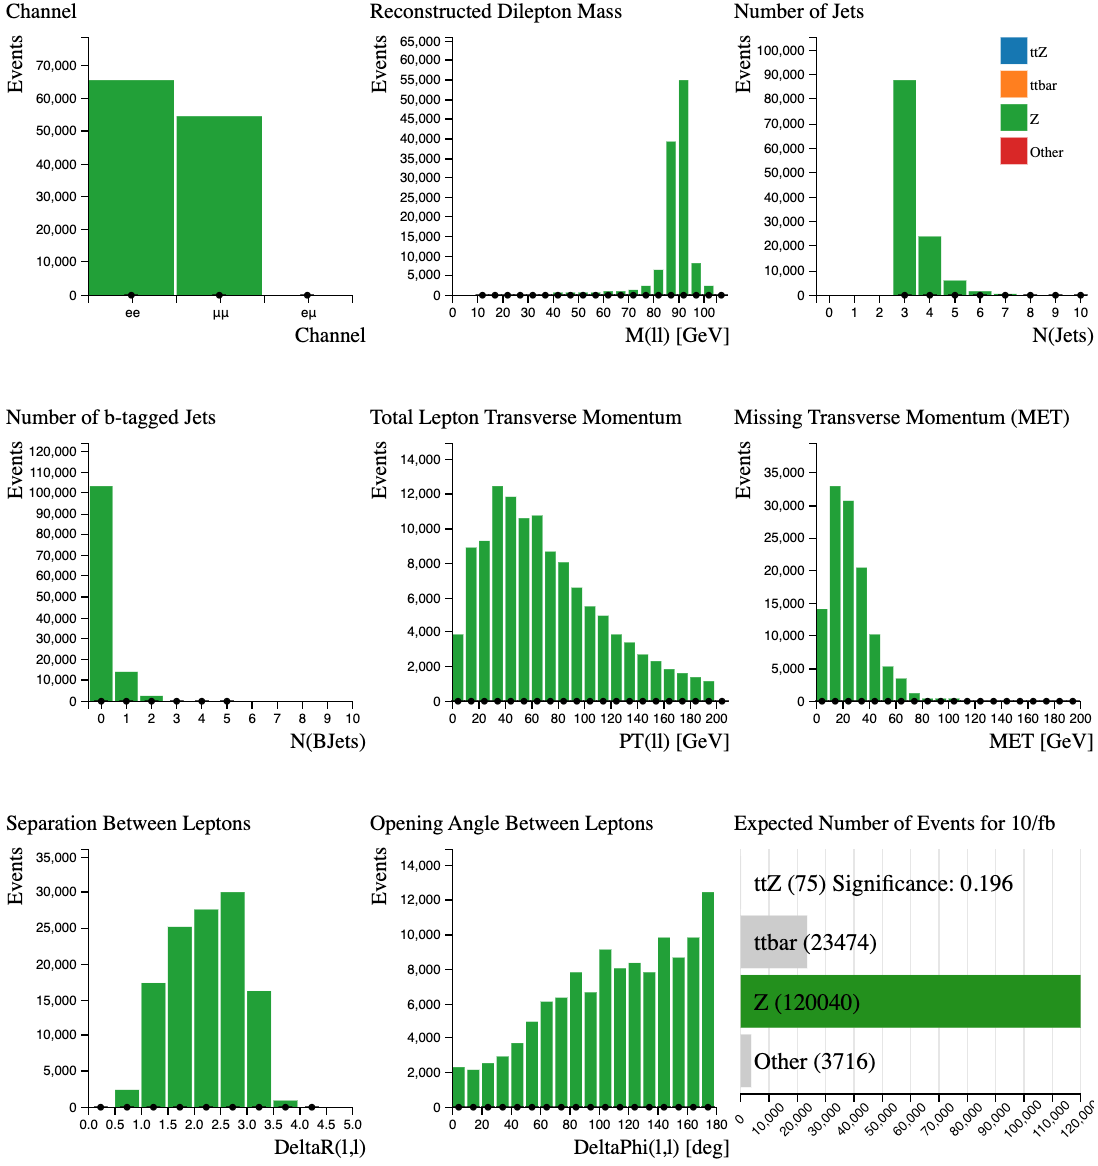 Channel
Events
70,000
60,000
50,000
40,000
30,000
20,000
10,000
0
ee μμ eμ
Channel
Reconstructed Dilepton Mass
Events
65,000
60,000
55,000
50,000
45,000
40,000
35,000
30,000
25,000
20,000
15,000
10,000
5,000
0
0 10 20 30 40 50 60 70 80 90 100
M(ll) [GeV]
Number of Jets
Events
100,000
90,000
80,000
70,000
60,000
50,000
40,000
30,000
20,000
10,000
0
0 1 2 3 4 5 6 7 8 9 10
N(Jets)
ttZ
ttbar
Z
Other
Number of b-tagged Jets
Events
120,000
110,000
100,000
90,000
80,000
70,000
60,000
50,000
40,000
30,000
20,000
10,000
0
0 1 2 3 4 5 6 7 8 9 10
N(BJets)
Total Lepton Transverse Momentum
Events
14,000
12,000
10,000
8,000
6,000
4,000
2,000
0
0 20 40 60 80 100 120 140 160 180 200
PT(ll) [GeV]
Missing Transverse Momentum (MET)
Events
35,000
30,000
25,000
20,000
15,000
10,000
5,000
0
0 20 40 60 80 100 120 140 160 180 200
MET [GeV]
Separation Between Leptons
Events
35,000
30,000
25,000
20,000
15,000
10,000
5,000
0
0.0 0.5 1.0 1.5 2.0 2.5 3.0 3.5 4.0 4.5 5.0
DeltaR(l,l)
Opening Angle Between Leptons
Events
14,000
12,000
10,000
8,000
6,000
4,000
2,000
0
0 20 40 60 80 100 120 140 160 180
DeltaPhi(l,l) [deg]
Expected Number of Events for 10/fb
ttZ (75) Significance: 0.196
ttbar (23474)
Z (120040)
Other (3716)
0 10,000 20,000 30,000 40,000 50,000 60,000 70,000 80,000 90,000 100,000 110,000 120,000